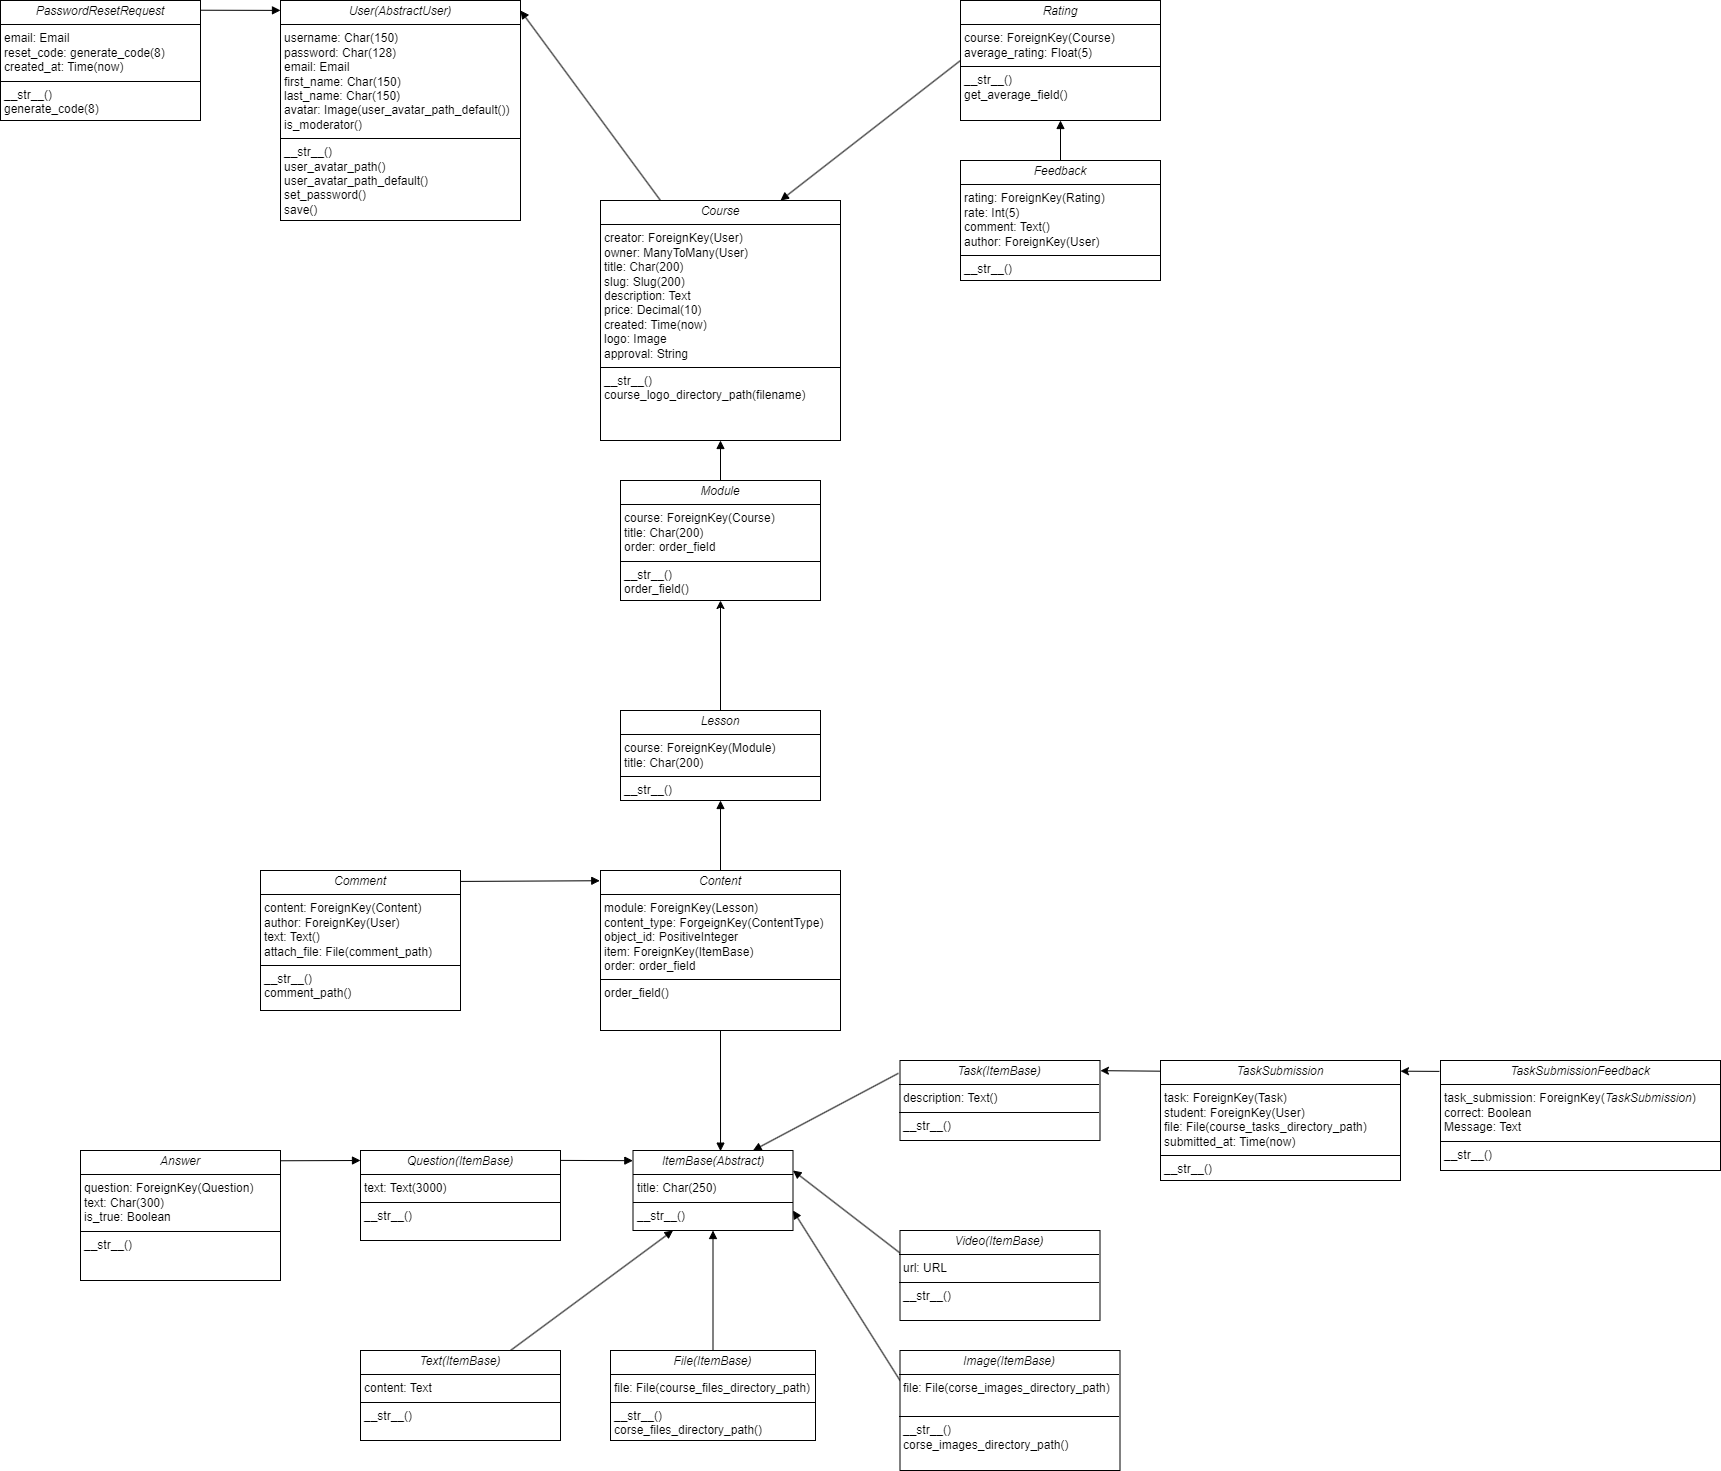 PasswordResetRequest
email: Email
reset_code: generate_code(8)
created_at: Time(now)
__str__()
generate_code(8)
User(AbstractUser)
username: Char(150)
password: Char(128)
email: Email
first_name: Char(150)
last_name: Char(150)
avatar: Image(user_avatar_path_default())
is_moderator()
__str__()
user_avatar_path()
user_avatar_path_default()
set_password()
save()
Rating
course: ForeignKey(Course)
average_rating: Float(5)
__str__()
get_average_field()
Feedback
rating: ForeignKey(Rating)
rate: Int(5)
comment: Text()
author: ForeignKey(User)
__str__()
Course
creator: ForeignKey(User)
owner: ManyToMany(User)
title: Char(200)
slug: Slug(200)
description: Text
price: Decimal(10)
created: Time(now)
logo: Image
approval: String
__str__()
course_logo_directory_path(filename)
Module
course: ForeignKey(Course)
title: Char(200)
order: order_field
__str__()
order_field()
Lesson
course: ForeignKey(Module)
title: Char(200)
__str__()
Comment
content: ForeignKey(Content)
author: ForeignKey(User)
text: Text()
attach_file: File(comment_path)
__str__()
comment_path()
Content
module: ForeignKey(Lesson)
content_type: ForgeignKey(ContentType)
object_id: PositiveInteger
item: ForeignKey(ItemBase)
order: order_field
order_field()
Task(ItemBase)
description: Text()
__str__()
TaskSubmission
task: ForeignKey(Task)
student: ForeignKey(User)
file: File(course_tasks_directory_path)
submitted_at: Time(now)
__str__()
TaskSubmissionFeedback
task_submission: ForeignKey(TaskSubmission)
correct: Boolean
Message: Text
__str__()
Answer
question: ForeignKey(Question)
text: Char(300)
is_true: Boolean
__str__()
Question(ItemBase)
text: Text(3000)
__str__()
ItemBase(Abstract)
title: Char(250)
__str__()
Video(ItemBase)
url: URL
__str__()
Text(ItemBase)
content: Text
__str__()
File(ItemBase)
file: File(course_files_directory_path)
__str__()
corse_files_directory_path()
Image(ItemBase)
file: File(corse_images_directory_path)
__str__()
corse_images_directory_path()